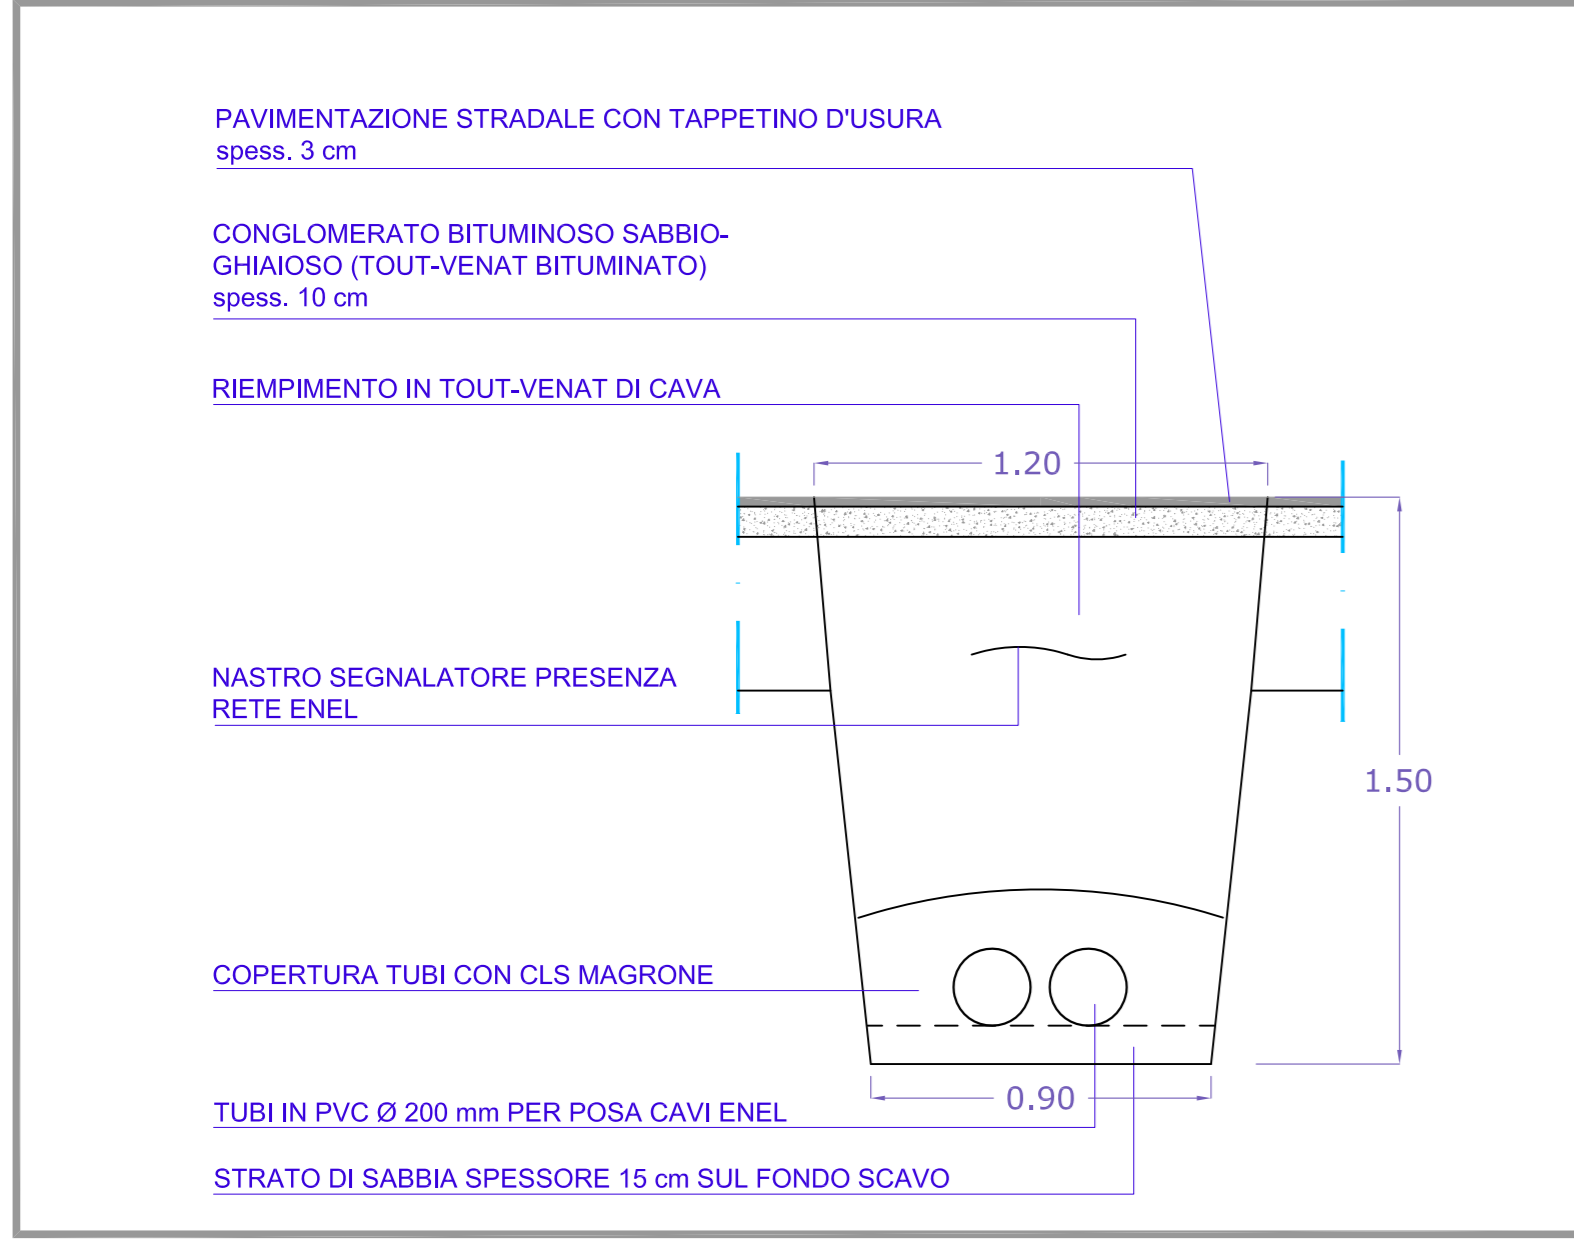 PAVIMENTAZIONE STRADALE CON TAPPETINO D'USURA
spess. 3 cm
CONGLOMERATO BITUMINOSO SABBIO-
GHIAIOSO (TOUT-VENAT BITUMINATO)
spess. 10 cm
RIEMPIMENTO IN TOUT-VENAT DI CAVA
1.20
NASTRO SEGNALATORE PRESENZA
RETE ENEL
1.50
COPERTURA TUBI CON CLS MAGRONE
0.90
TUBI IN PVC Ø 200 mm PER POSA CAVI ENEL
STRATO DI SABBIA SPESSORE 15 cm SUL FONDO SCAVO